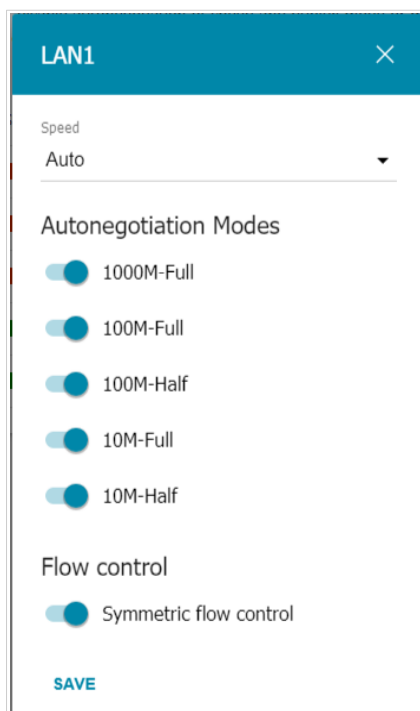 LAN1
Speed
Auto
Autonegotiation Modes
1000M-Full
100M-Full
100M-Half
10M-Full
10M-Half
Flow control
Symmetric flow control
SAVE